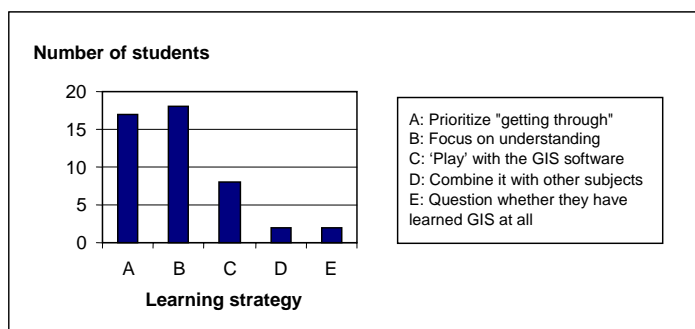 Number of students
20
15
10
5
0
A B C D E
Learning strategy
A: Prioritize "getting through"
B: Focus on understanding
C: ‘Play’ with the GIS software
D: Combine it with other subjects
E: Question whether they have
learned GIS at all